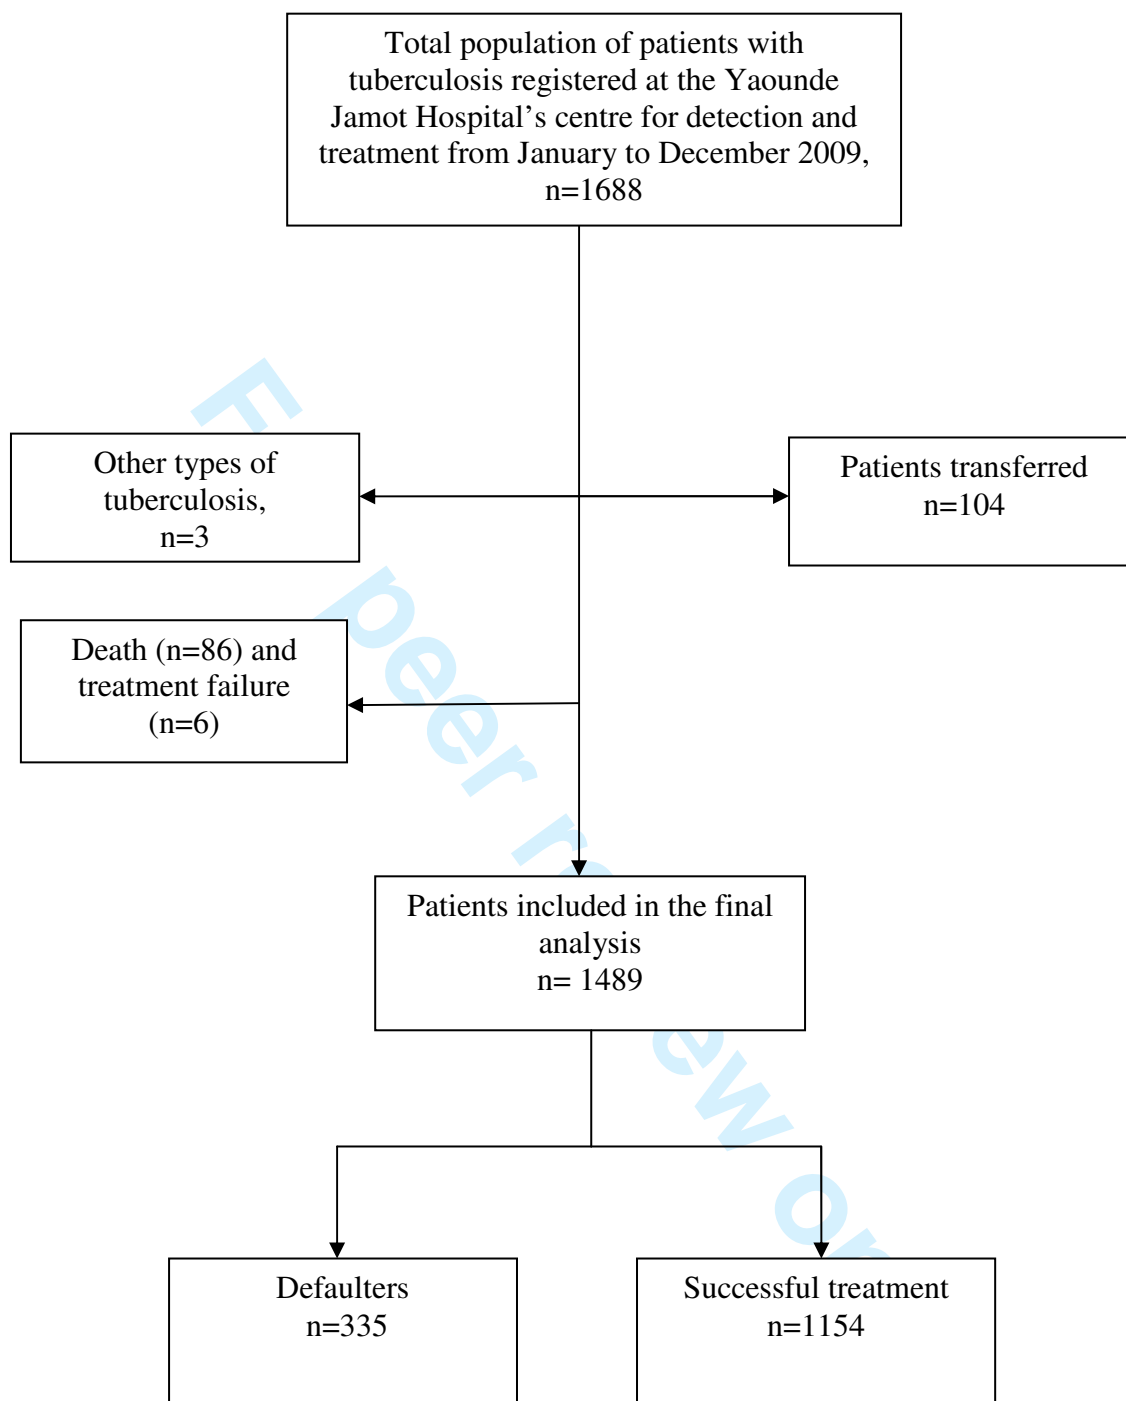 Total population of patients with
tuberculosis registered at the Yaounde
Jamot Hospital's centre for detection and
treatment from January to December 2009,
n=1688
Other types of
tuberculosis,
n=3
Patients transferred
n=104
Death (n=86) and
treatment failure
(n=6)
Patients included in the final
analysis
n= 1489
Defaulters
n=335
Successful treatment
n=1154